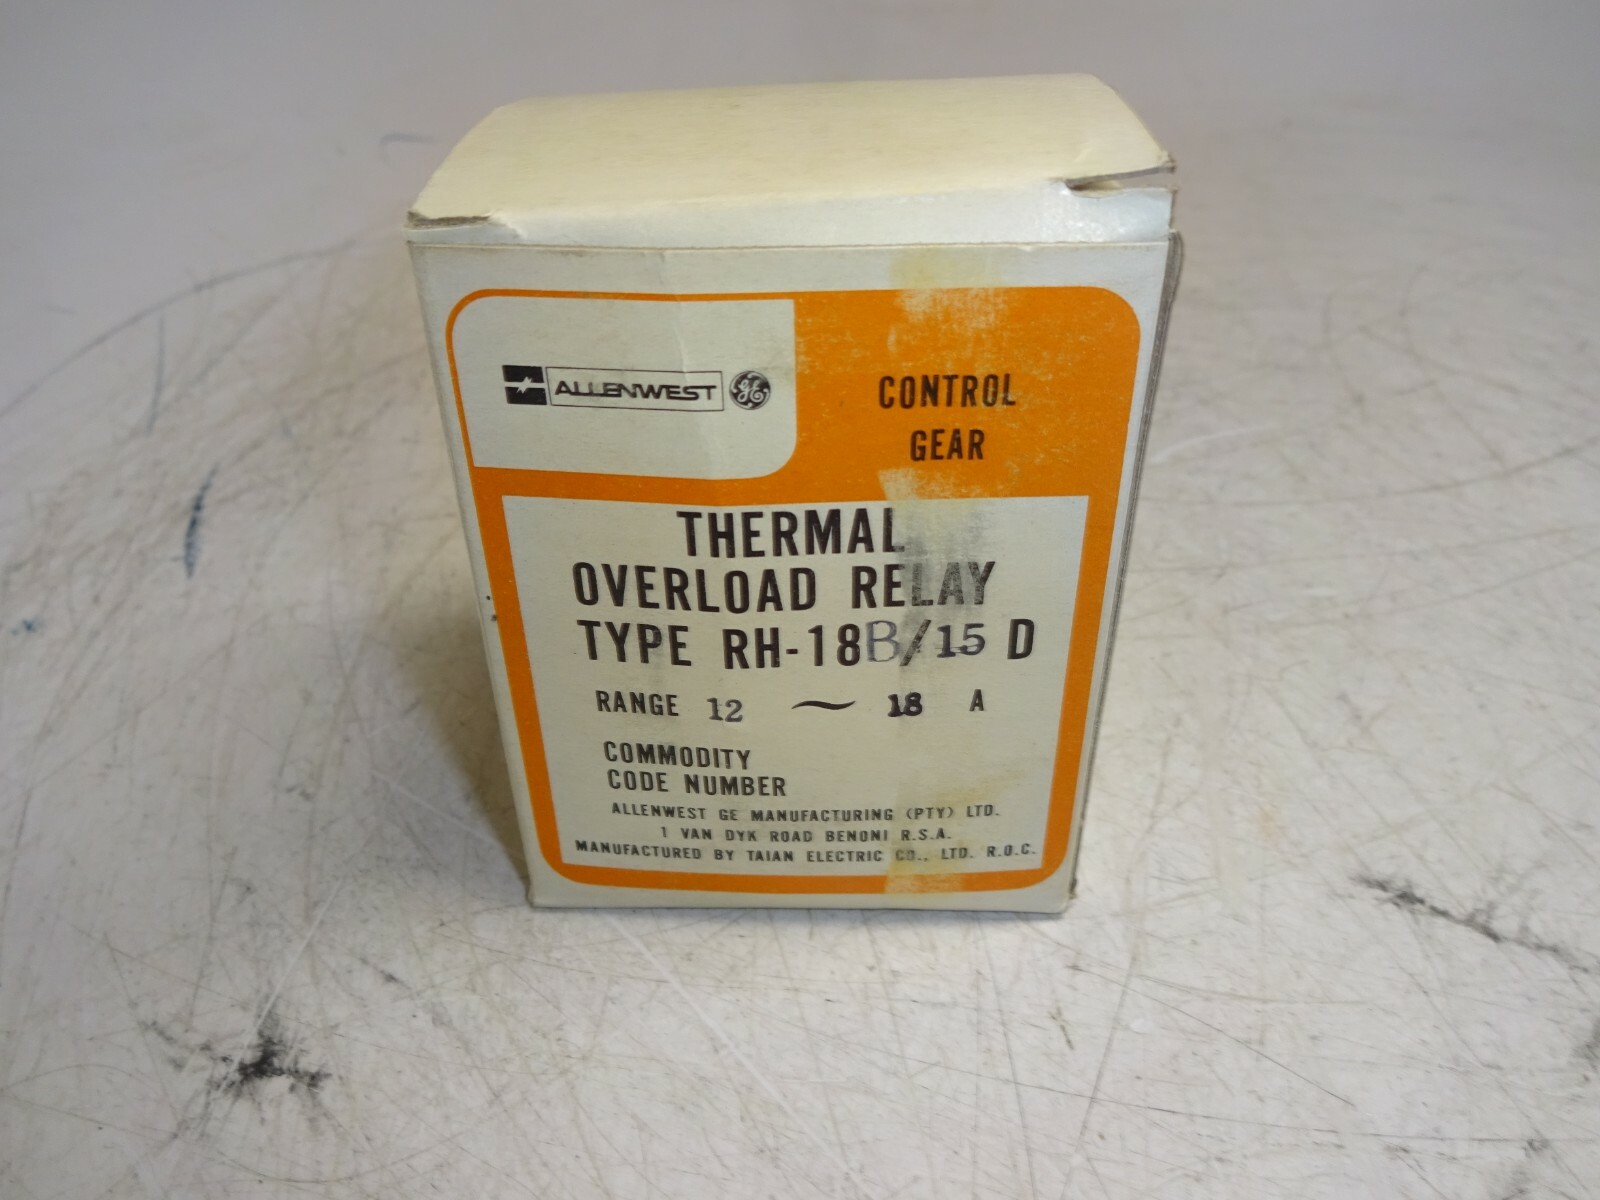 ALLENWEST GE
CONTROL
GEAR
THERMAL
OVERLOAD RELAY
TYPE RH-18B/15 D
RANGE 12 ~ 18 A
COMMODITY
CODE NUMBER
ALLENWEST GE MANUFACTURING (PTY) LTD.
1 VAN DYK ROAD BENONI R.S.A.
MANUFACTURED BY TAIAN ELECTRIC CO., LTD. R.O.C.